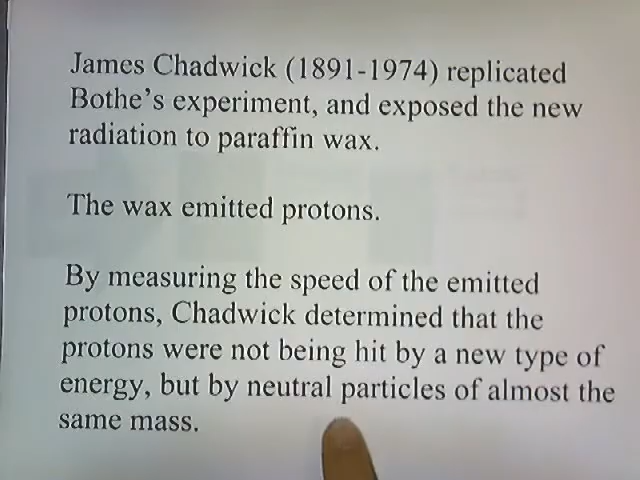 James Chadwick (1891-1974) replicated
Bothe's experiment, and exposed the new
radiation to paraffin wax.
The wax emitted protons.
By measuring the speed of the emitted
protons, Chadwick determined that the
protons were not being hit by a new type of
energy, but by neutral particles of almost the
same mass.